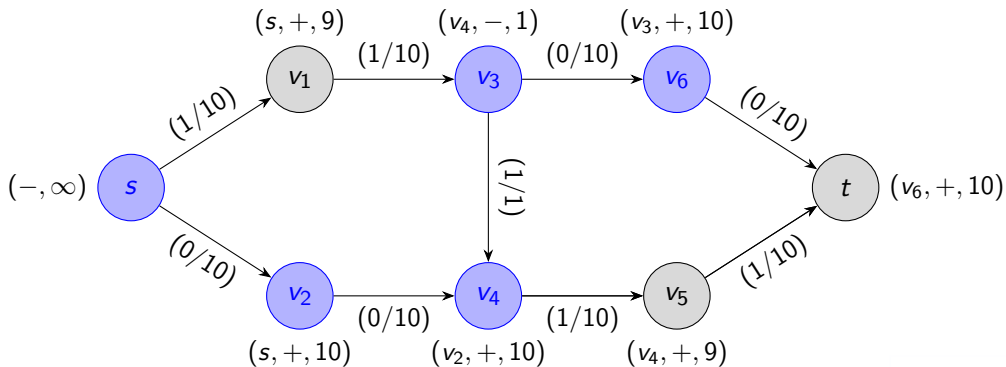 (s, +, 9)
(v₄, −, 1)
(v₃, +, 10)
v₁
(1/10)
v₃
(0/10)
v₆
(1/10)
(0/10)
(−, ∞)
s
(1/1)
t
(v₆, +, 10)
(0/10)
(1/10)
v₂
(0/10)
v₄
(1/10)
v₅
(s, +, 10)
(v₂, +, 10)
(v₄, +, 9)